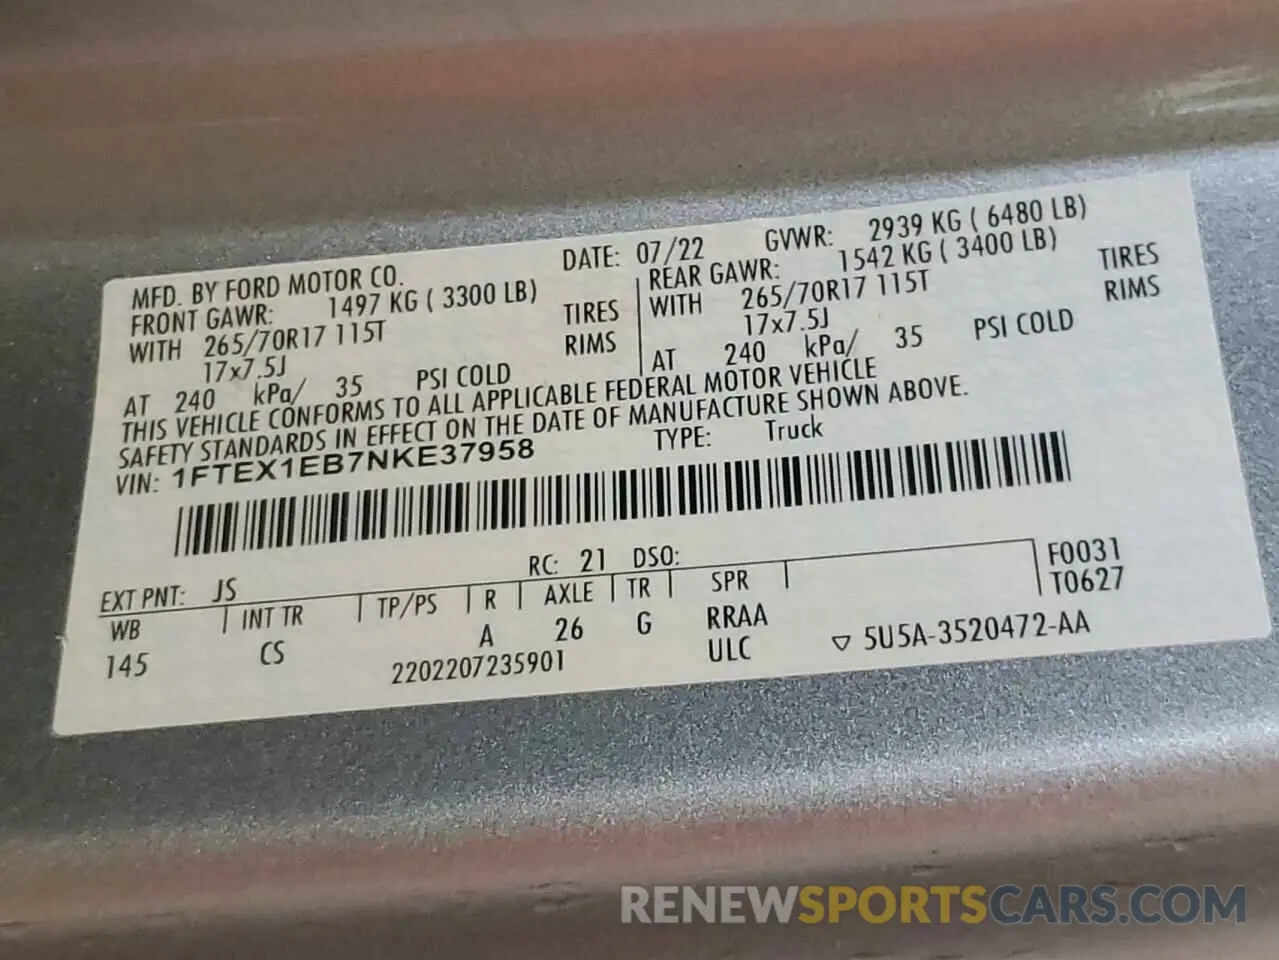 MFD. BY FORD MOTOR CO. DATE: 07/22 GVWR: 2939 KG ( 6480 LB)
FRONT GAWR: 1497 KG ( 3300 LB) REAR GAWR: 1542 KG ( 3400 LB)
WITH 265/70R17 115T TIRES WITH 265/70R17 115T TIRES
17x7.5J RIMS 17x7.5J RIMS
AT 240 kPa/ 35 PSI COLD AT 240 kPa/ 35 PSI COLD
THIS VEHICLE CONFORMS TO ALL APPLICABLE FEDERAL MOTOR VEHICLE
SAFETY STANDARDS IN EFFECT ON THE DATE OF MANUFACTURE SHOWN ABOVE.
VIN: 1FTEX1EB7NKE37958 TYPE: Truck
EXT PNT: JS RC: 21 DSO: F0031
WB INT TR TP/PS R AXLE TR SPR T0627
145 CS A 26 G RRAA
2202207235901 ULC ▽ 5U5A-3520472-AA
RENEWSPORTSCARS.COM